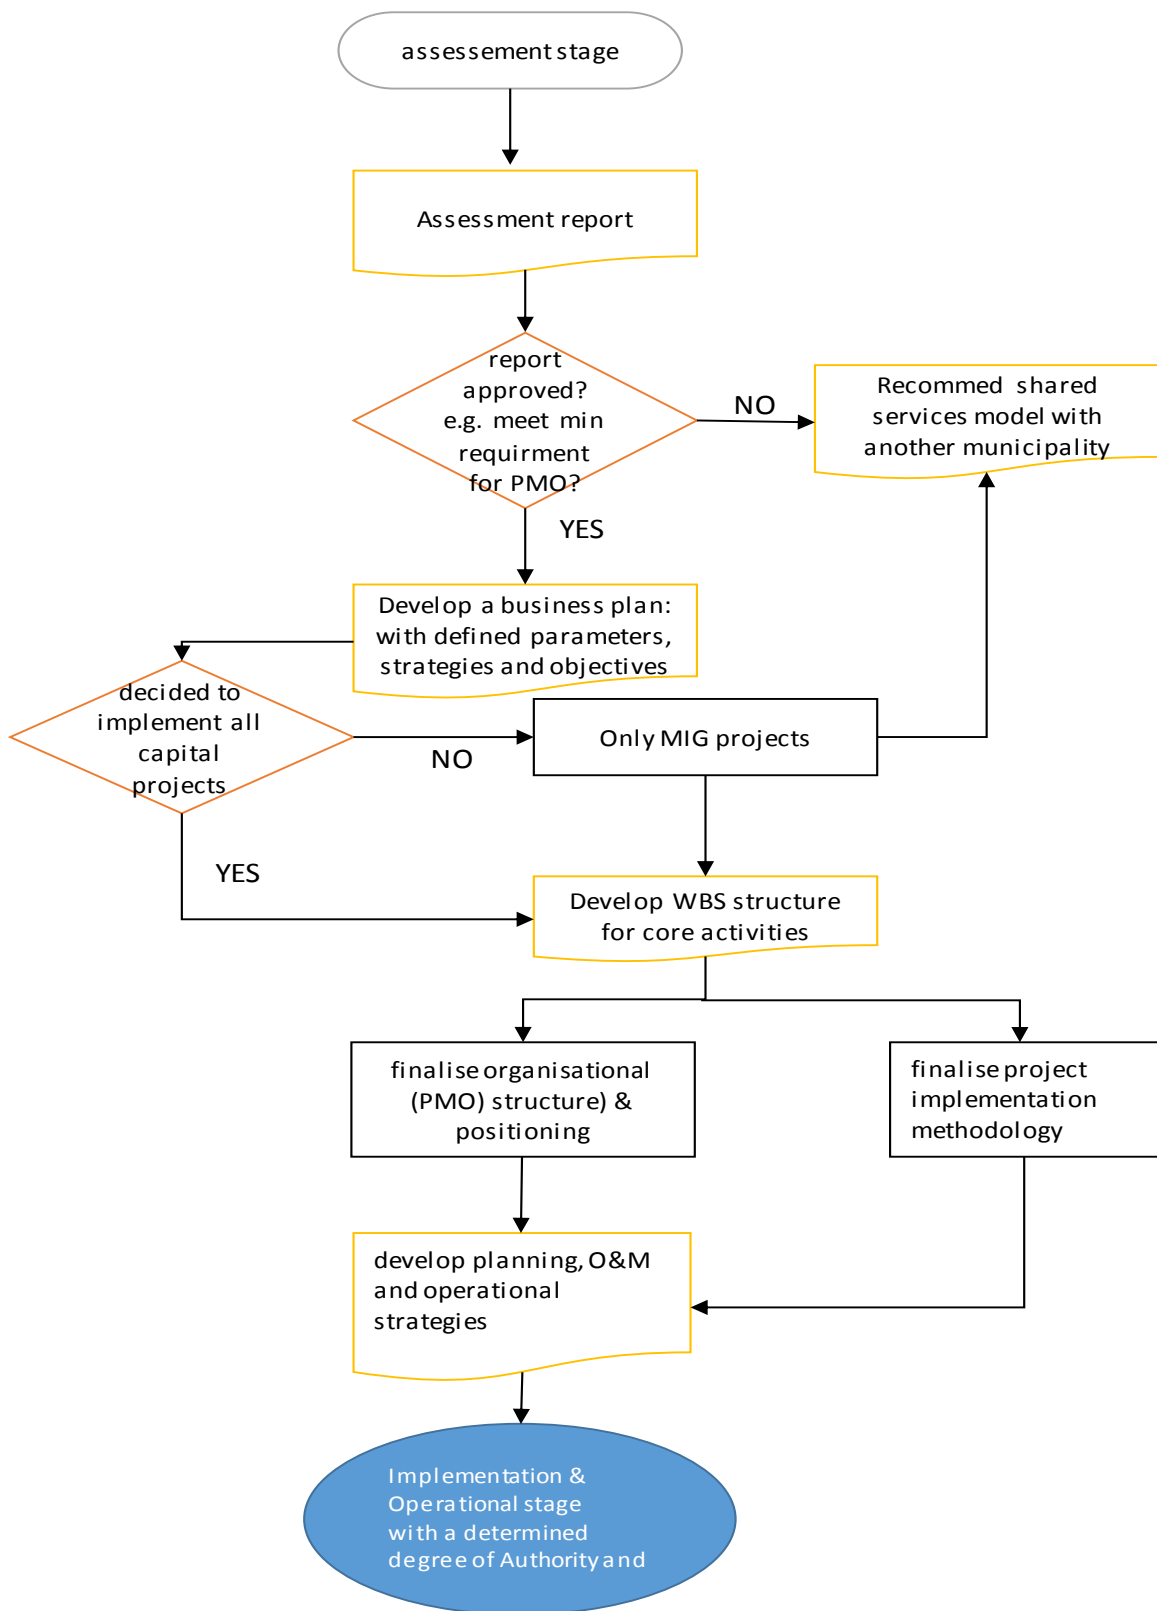 assessement stage
Assessment report
report
approved?
e.g. meet min
requirment
for PMO?
NO
Recommed shared
services model with
another municipality
YES
Develop a business plan:
with defined parameters,
strategies and objectives
decided to
implement all
capital
projects
NO
Only MIG projects
YES
Develop WBS structure
for core activities
finalise organisational
(PMO) structure) &
positioning
finalise project
implementation
methodology
develop planning, O&M
and operational
strategies
Implementation &
Operational stage
with a determined
degree of Authority and